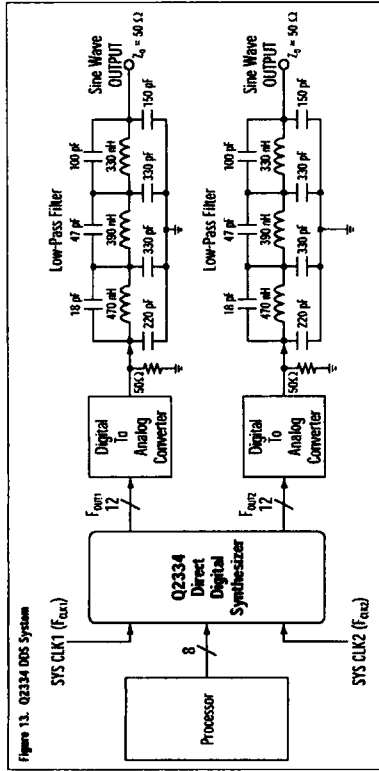 Figure 13. Q2334 DDS System
SYS CLK1 (FCLK1)
Processor
8
Q2334
Direct
Digital
Synthesizer
SYS CLK2 (FCLK2)
FOUT1
12
Digital
To
Analog
Converter
50Ω
Low-Pass Filter
18 pf
47 pf
100 pf
470 nH
390 nH
330 nH
220 pf
330 pf
330 pf
150 pf
Sine Wave
OUTPUT
Z0 = 50 Ω
FOUT2
12
Digital
To
Analog
Converter
50Ω
Low-Pass Filter
18 pf
47 pf
100 pf
470 nH
390 nH
330 nH
220 pf
330 pf
330 pf
150 pf
Sine Wave
OUTPUT
Z0 = 50 Ω